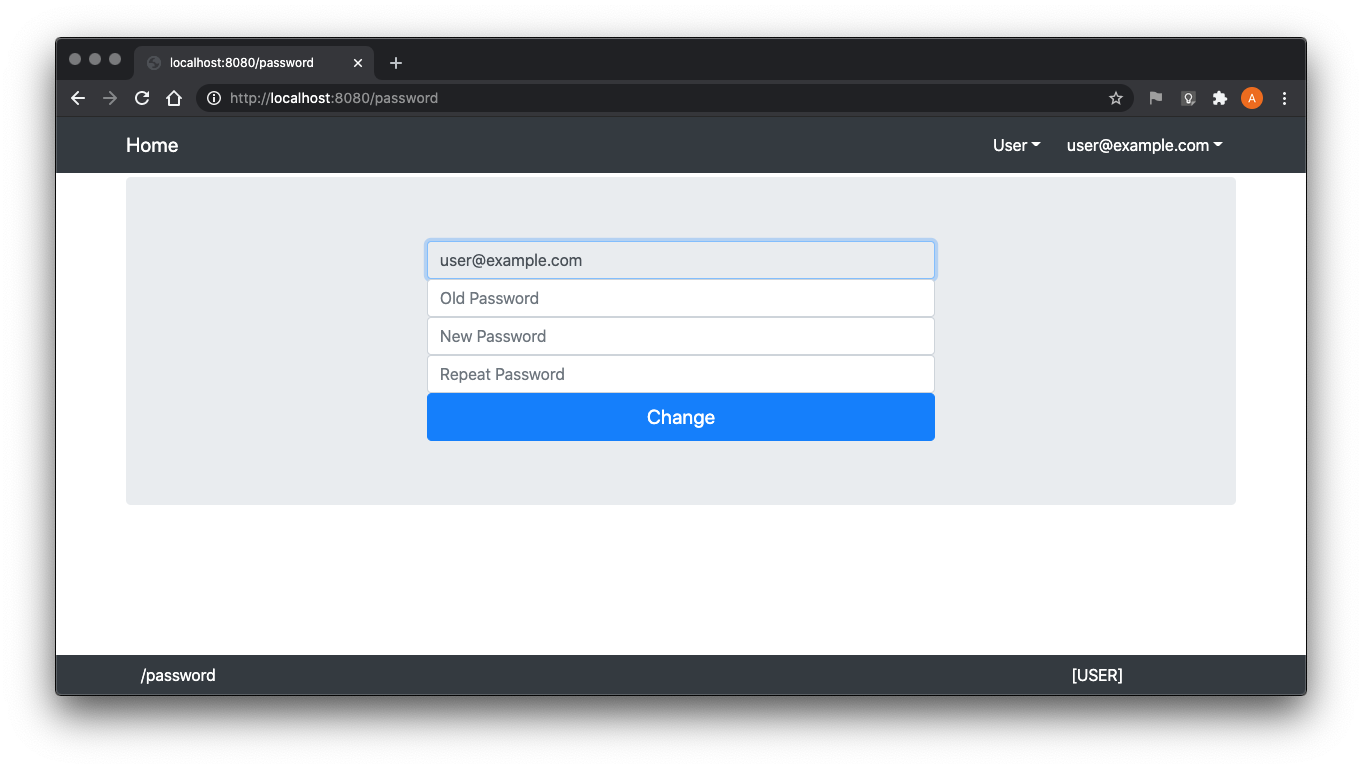 localhost:8080/password
http://localhost:8080/password
A
Home User user@example.com
user@example.com
Old Password
New Password
Repeat Password
Change
/password [USER]